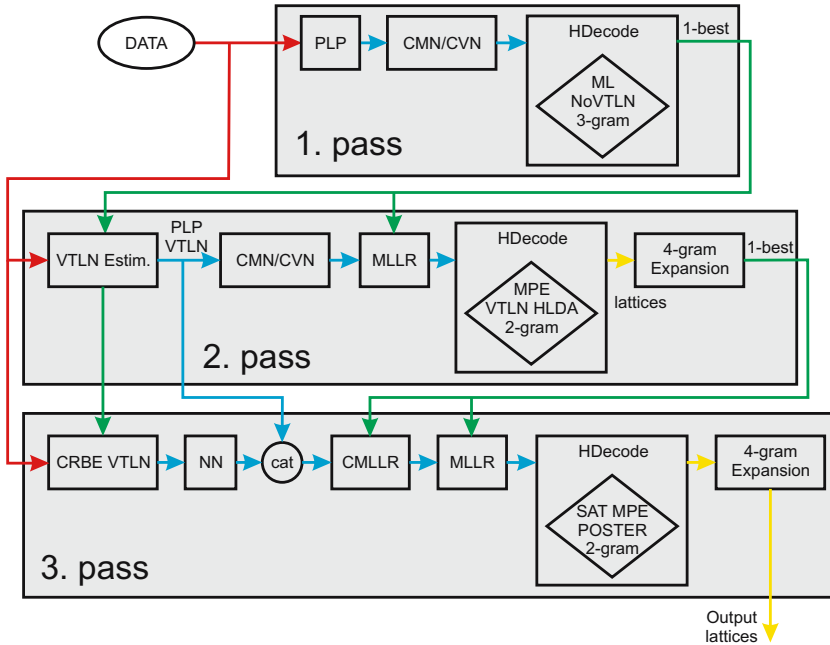 DATA
PLP
CMN/CVN
HDecode
ML
NoVTLN
3-gram
1-best
1. pass
VTLN Estim.
PLP
VTLN
CMN/CVN
MLLR
HDecode
MPE
VTLN HLDA
2-gram
lattices
4-gram
Expansion
1-best
2. pass
CRBE VTLN
NN
cat
CMLLR
MLLR
HDecode
SAT MPE
POSTER
2-gram
4-gram
Expansion
3. pass
Output
lattices